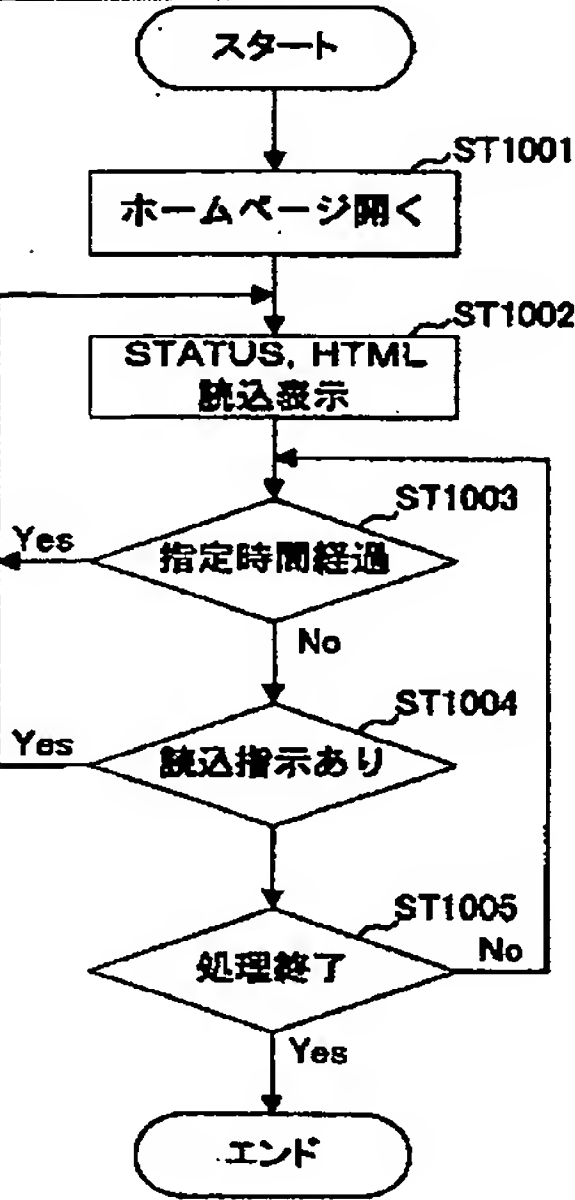 スタート
ST1001
ホームページ開く
ST1002
STATUS, HTML
読込表示
ST1003
Yes
指定時間経過
No
ST1004
Yes
読込指示あり
ST1005
処理終了
No
Yes
エンド